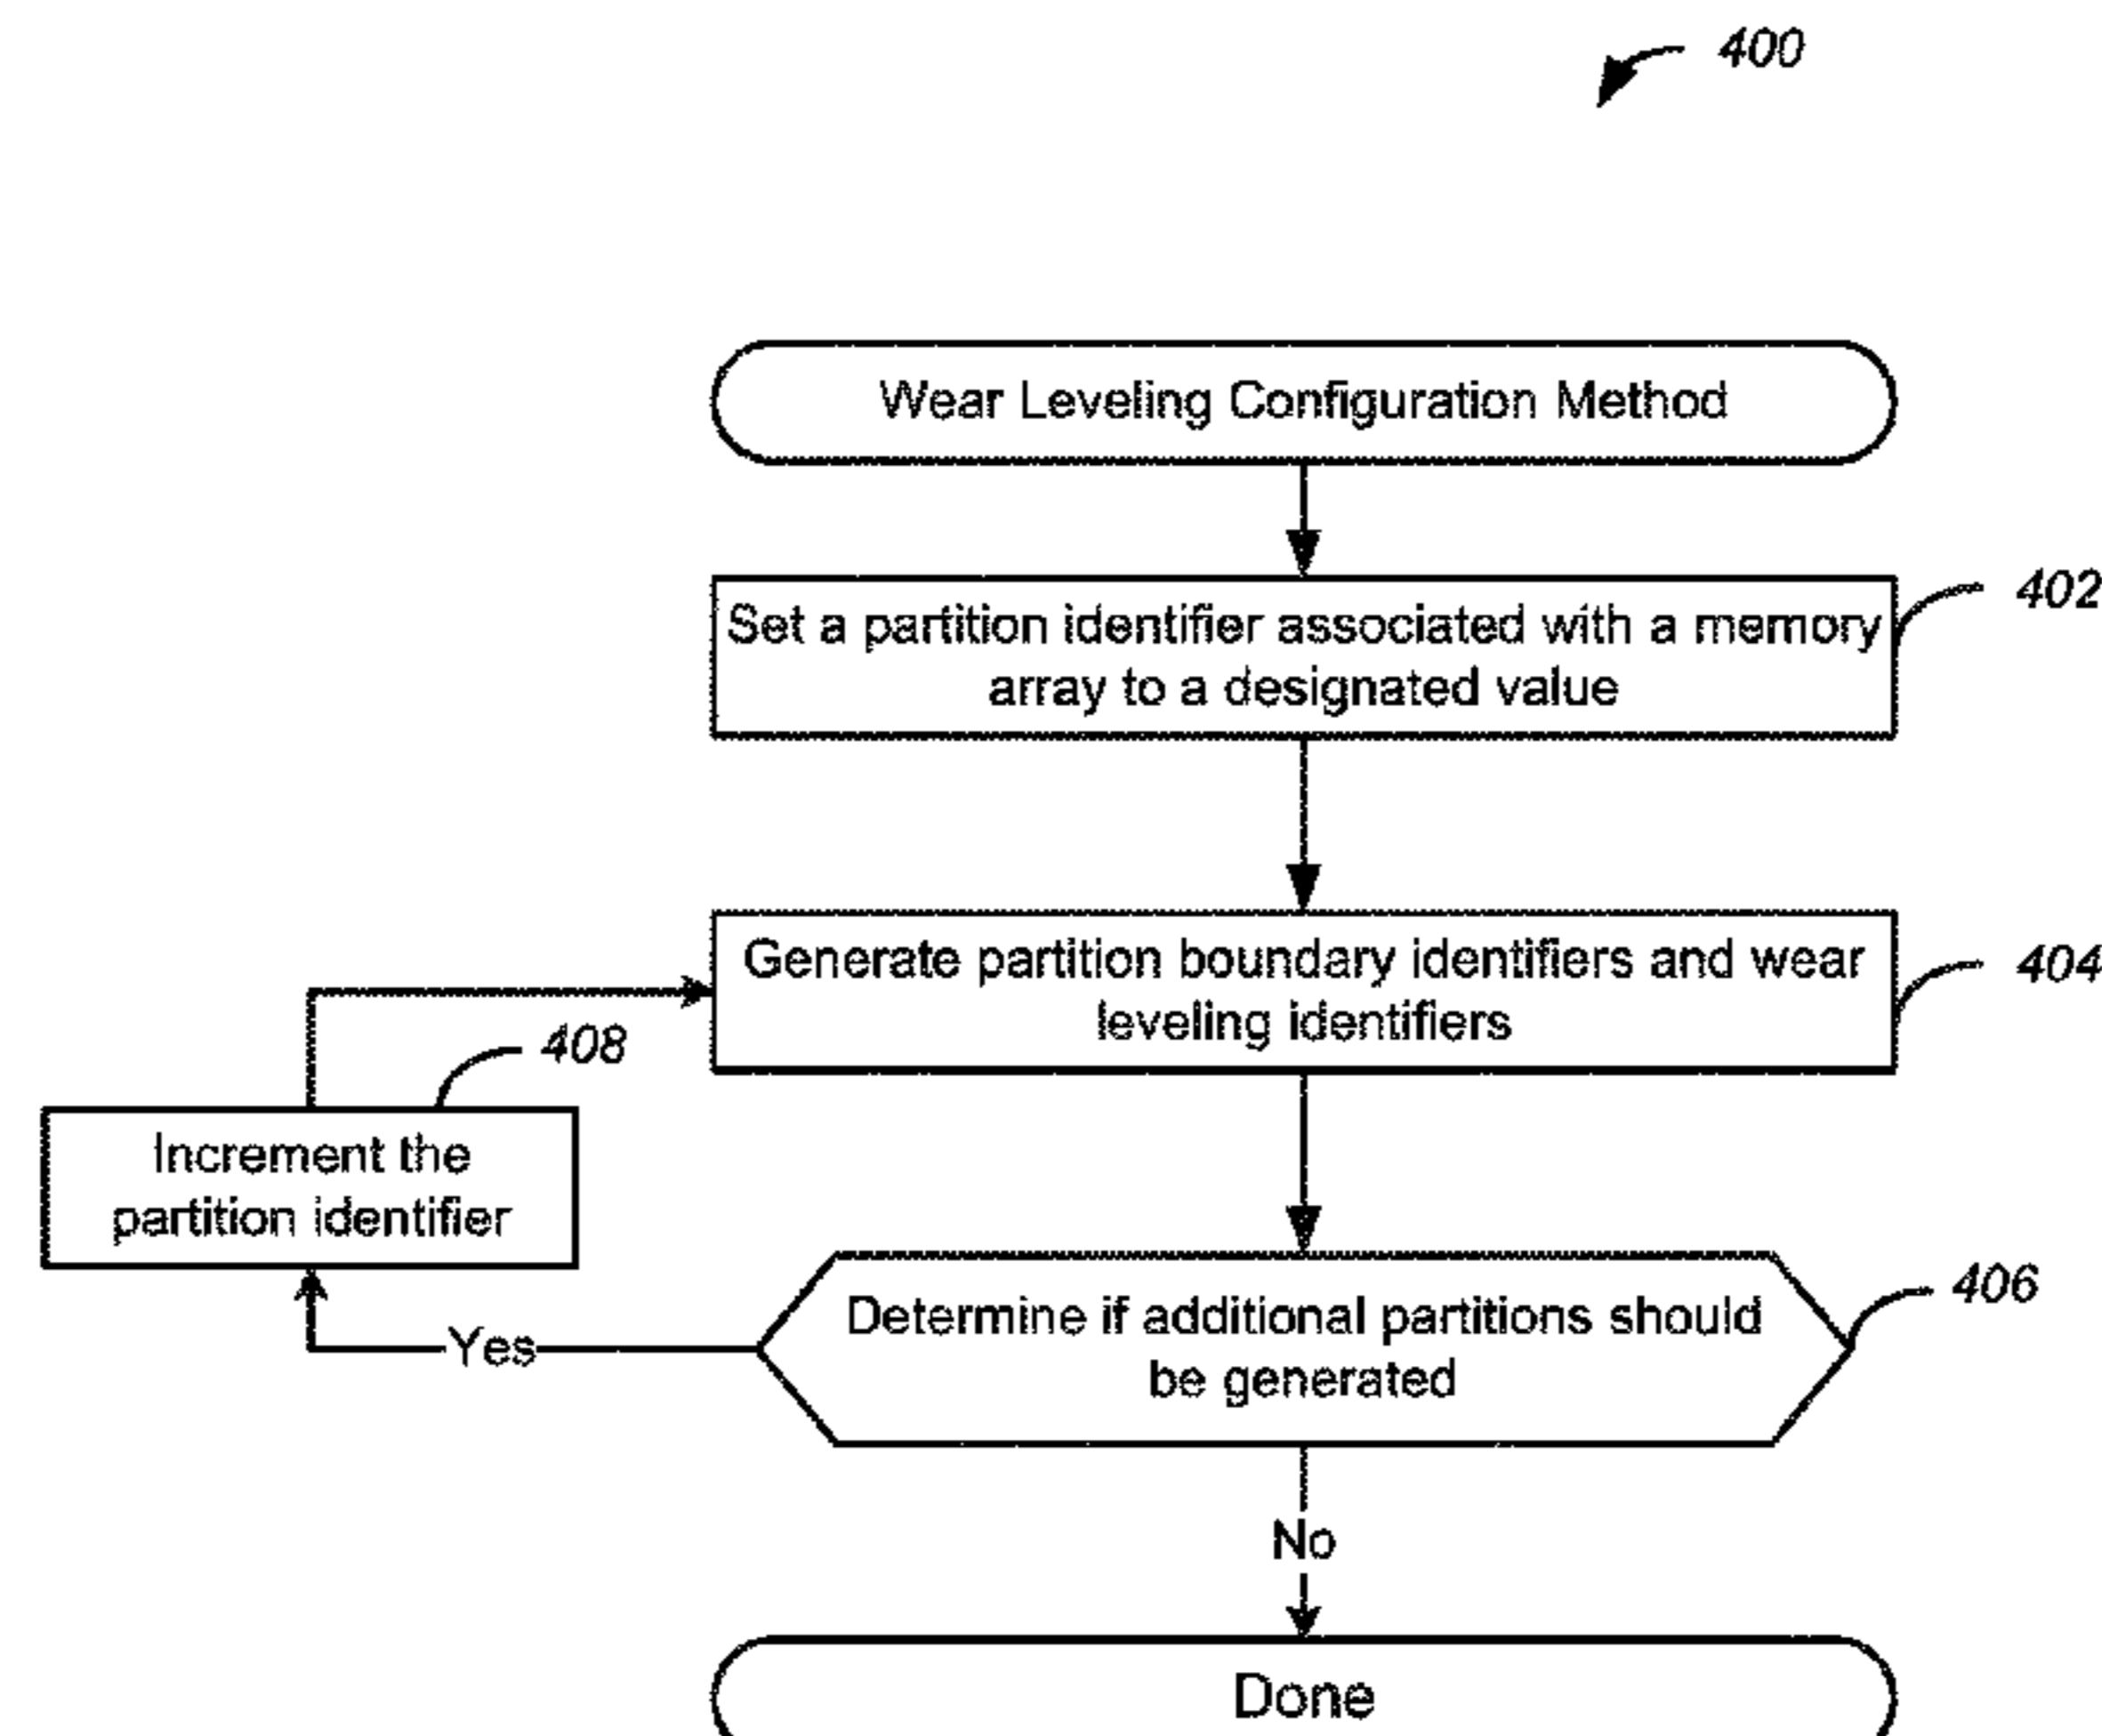 400
Wear Leveling Configuration Method
Set a partition identifier associated with a memory
array to a designated value
402
Generate partition boundary identifiers and wear
leveling identifiers
404
408
Increment the
partition identifier
Determine if additional partitions should
be generated
406
Yes
No
Done